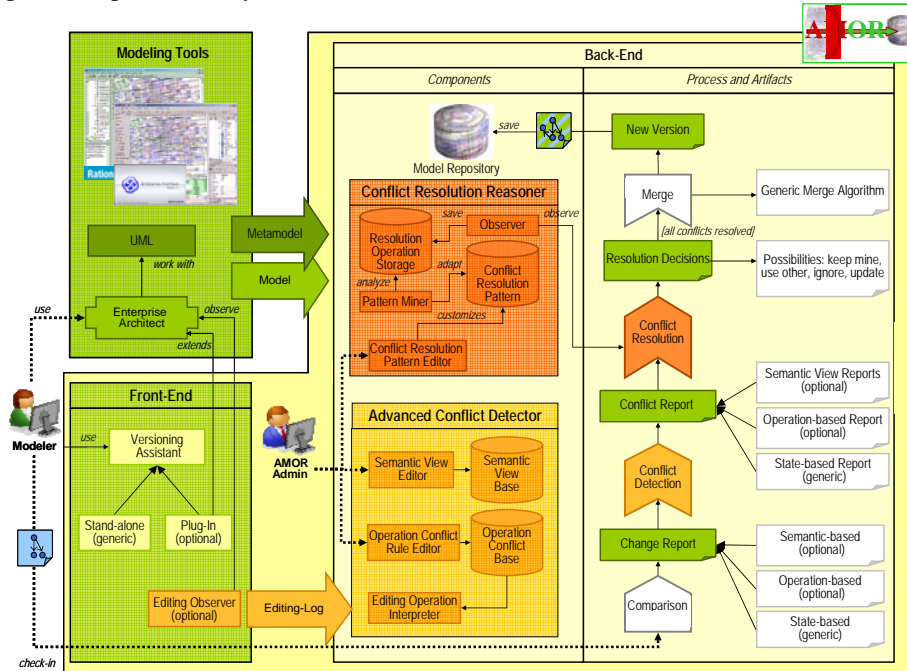 AMOR
Modeling Tools
Back-End
Components
Process and Artifacts
save
New Version
Model Repository
Ration
Enterprise Architect
Merge
Generic Merge Algorithm
Conflict Resolution Reasoner
Metamodel
save
Observer
observe
[all conflicts resolved]
UML
Resolution
Operation
Storage
Resolution Decisions
Possibilities: keep mine,
use other, ignore, update
work with
Model
adapt
Conflict
Resolution
Pattern
analyze
Pattern Miner
use
Enterprise
Architect
observe
customizes
extends
Conflict
Resolution
Conflict Resolution
Pattern Editor
Semantic View Reports
(optional)
Front-End
Conflict Report
Modeler
use
Versioning
Assistant
AMOR
Admin
Advanced Conflict Detector
Operation-based Report
(optional)
Semantic View
Editor
Semantic
View
Base
Conflict
Detection
State-based Report
(generic)
Stand-alone
(generic)
Plug-In
(optional)
Operation Conflict
Rule Editor
Operation
Conflict
Base
Change Report
Semantic-based
(optional)
Operation-based
(optional)
Editing Observer
(optional)
Editing-Log
Editing Operation
Interpreter
Comparison
State-based
(generic)
check-in